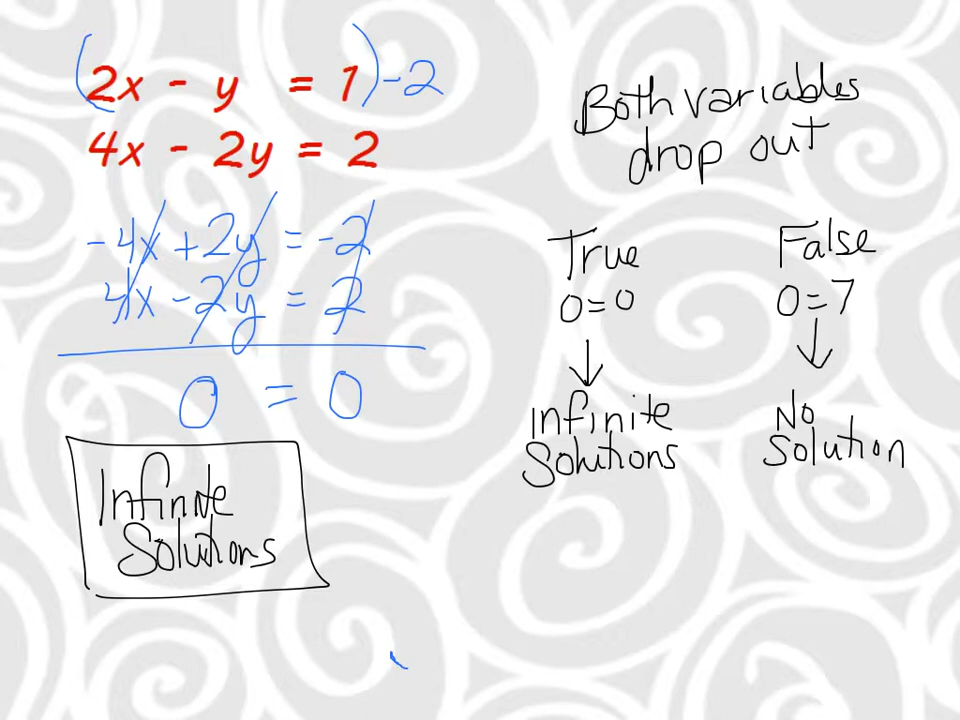 (2x - y = 1) -2
4x - 2y = 2
-4x + 2y = -2
4x - 2y = 2
0 = 0
Infinite
Solutions
Both variables
drop out
True
0=0
Infinite
Solutions
False
0=7
No
Solution